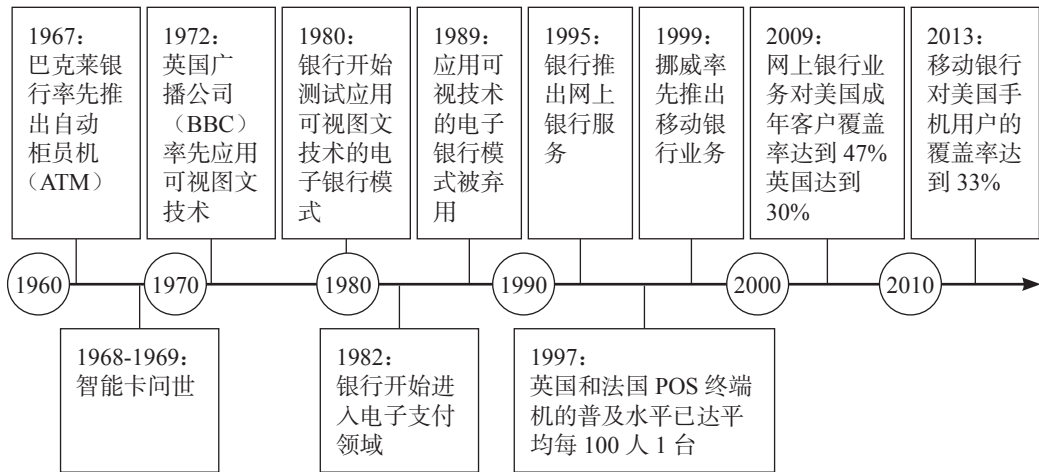 1967：
巴克莱银
行率先推
出自动
柜员机
（ATM）
1972：
英国广
播公司
（BBC）
率先应用
可视图文
技术
1980：
银行开始
测试应用
可视图文
技术的电
子银行模
式
1989：
应用可
视技术
的电子
银行模
式被弃
用
1995：
银行推
出网上
银行服
务
1999：
挪威率
先推出
移动银
行业务
2009：
网上银行业
务对美国成
年客户覆盖
率达到 47%
英国达到
30%
2013：
移动银行
对美国手
机用户的
覆盖率达
到 33%
1960
1970
1980
1990
2000
2010
1968-1969：
智能卡问世
1982：
银行开始进
入电子支付
领域
1997：
英国和法国 POS 终端
机的普及水平已达平
均每 100 人 1 台